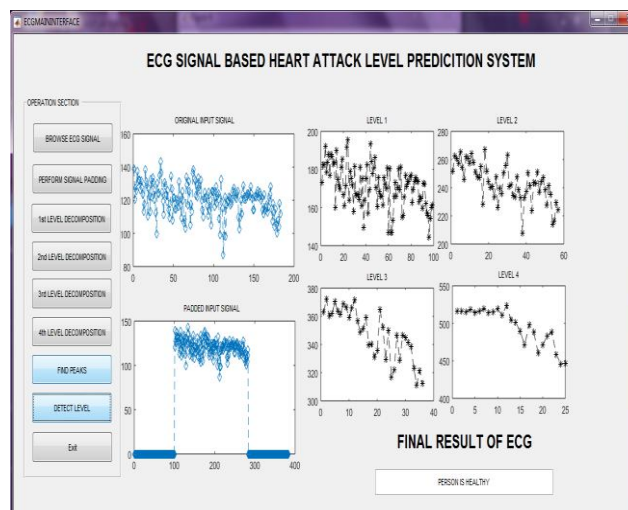 ECGMAININTERFACE
ECG SIGNAL BASED HEART ATTACK LEVEL PREDICITION SYSTEM
OPERATION SECTION
BROWSE ECG SIGNAL
PERFORM SIGNAL PADDING
1st LEVEL DECOMPOSITION
2nd LEVEL DECOMPOSITION
3rd LEVEL DECOMPOSITION
4th LEVEL DECOMPOSITION
FIND PEAKS
DETECT LEVEL
Exit
ORIGINAL INPUT SIGNAL
160
140
120
100
80
0 50 100 150 200
LEVEL 1
200
180
160
140
0 20 40 60 80 100
LEVEL 2
280
260
240
220
200
0 20 40 60
PADDED INPUT SIGNAL
150
100
50
0
0 100 200 300 400
LEVEL 3
380
360
340
320
300
0 10 20 30 40
LEVEL 4
550
500
450
400
0 5 10 15 20 25
FINAL RESULT OF ECG
PERSON IS HEALTHY